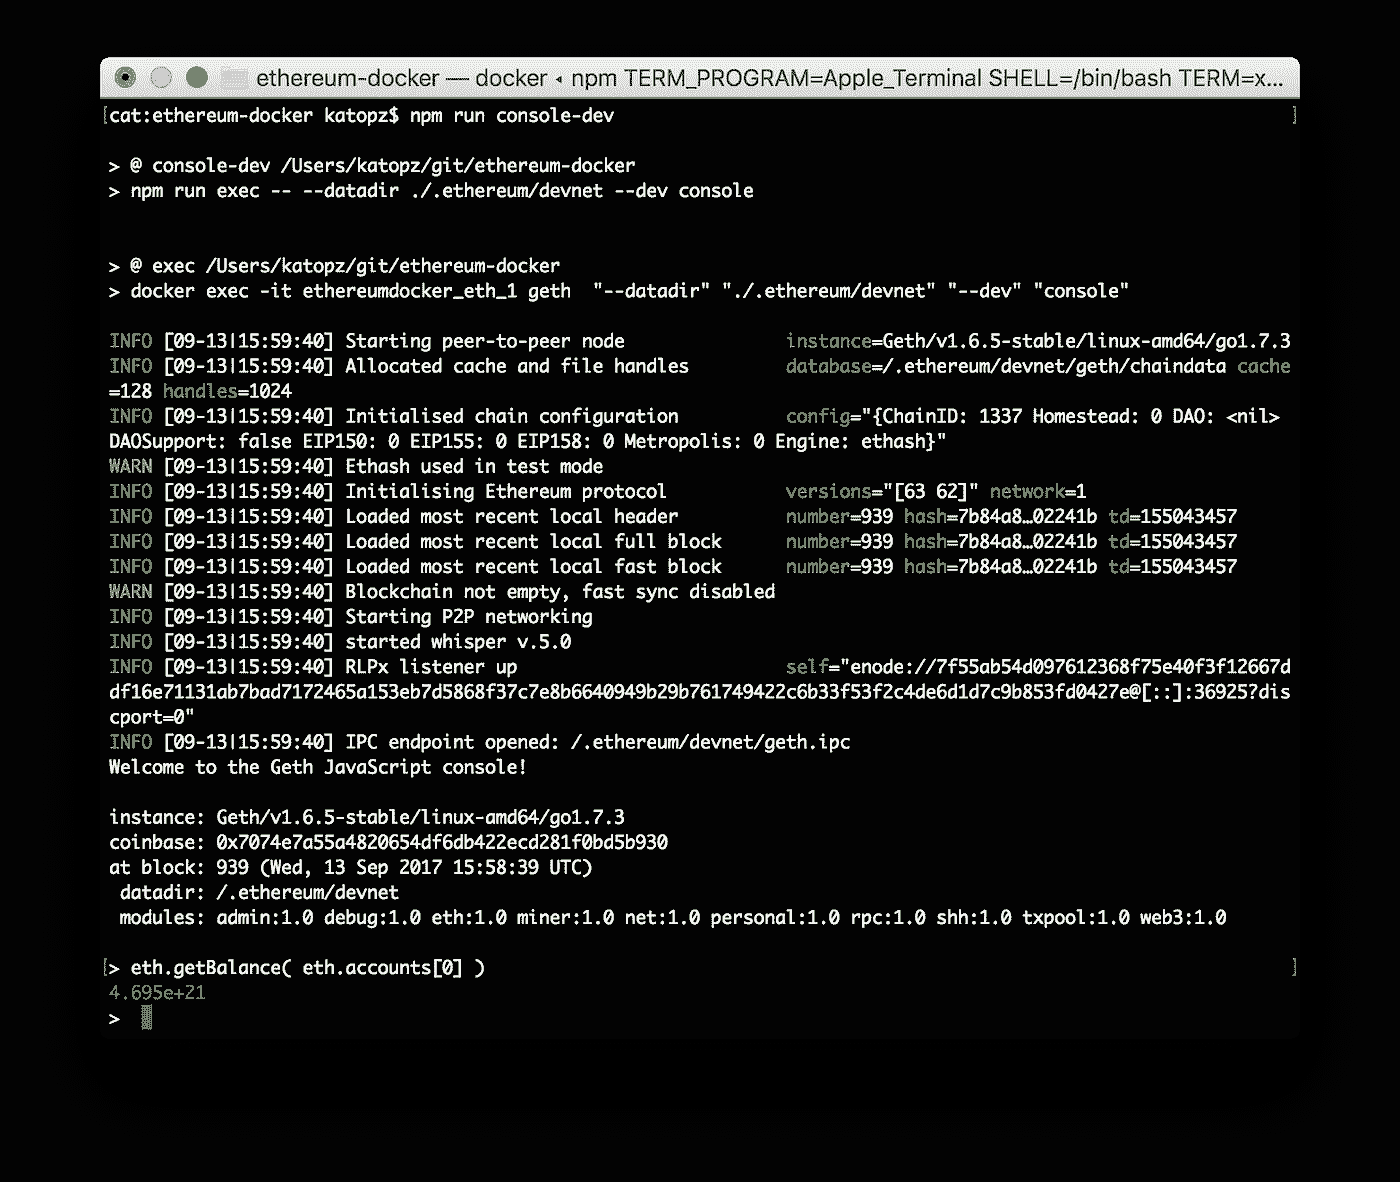 ethereum-docker — docker ◂ npm TERM_PROGRAM=Apple_Terminal SHELL=/bin/bash TERM=x...
[cat:ethereum-docker katopz$ npm run console-dev ]
> @ console-dev /Users/katopz/git/ethereum-docker
> npm run exec -- --datadir ./.ethereum/devnet --dev console
> @ exec /Users/katopz/git/ethereum-docker
> docker exec -it ethereumdocker_eth_1 geth  "--datadir" "./.ethereum/devnet" "--dev" "console"
INFO [09-13|15:59:40] Starting peer-to-peer node               instance=Geth/v1.6.5-stable/linux-amd64/go1.7.3
INFO [09-13|15:59:40] Allocated cache and file handles         database=/.ethereum/devnet/geth/chaindata cache
=128 handles=1024
INFO [09-13|15:59:40] Initialised chain configuration          config="{ChainID: 1337 Homestead: 0 DAO: <nil>
DAOSupport: false EIP150: 0 EIP155: 0 EIP158: 0 Metropolis: 0 Engine: ethash}"
WARN [09-13|15:59:40] Ethash used in test mode
INFO [09-13|15:59:40] Initialising Ethereum protocol           versions="[63 62]" network=1
INFO [09-13|15:59:40] Loaded most recent local header          number=939 hash=7b84a8…02241b td=155043457
INFO [09-13|15:59:40] Loaded most recent local full block      number=939 hash=7b84a8…02241b td=155043457
INFO [09-13|15:59:40] Loaded most recent local fast block      number=939 hash=7b84a8…02241b td=155043457
WARN [09-13|15:59:40] Blockchain not empty, fast sync disabled
INFO [09-13|15:59:40] Starting P2P networking
INFO [09-13|15:59:40] started whisper v.5.0
INFO [09-13|15:59:40] RLPx listener up                         self="enode://7f55ab54d097612368f75e40f3f12667d
df16e71131ab7bad7172465a153eb7d5868f37c7e8b6640949b29b761749422c6b33f53f2c4de6d1d7c9b853fd0427e@[::]:36925?dis
cport=0"
INFO [09-13|15:59:40] IPC endpoint opened: /.ethereum/devnet/geth.ipc
Welcome to the Geth JavaScript console!
instance: Geth/v1.6.5-stable/linux-amd64/go1.7.3
coinbase: 0x7074e7a55a4820654df6db422ecd281f0bd5b930
at block: 939 (Wed, 13 Sep 2017 15:58:39 UTC)
 datadir: /.ethereum/devnet
 modules: admin:1.0 debug:1.0 eth:1.0 miner:1.0 net:1.0 personal:1.0 rpc:1.0 shh:1.0 txpool:1.0 web3:1.0
[> eth.getBalance( eth.accounts[0] ) ]
4.695e+21
>